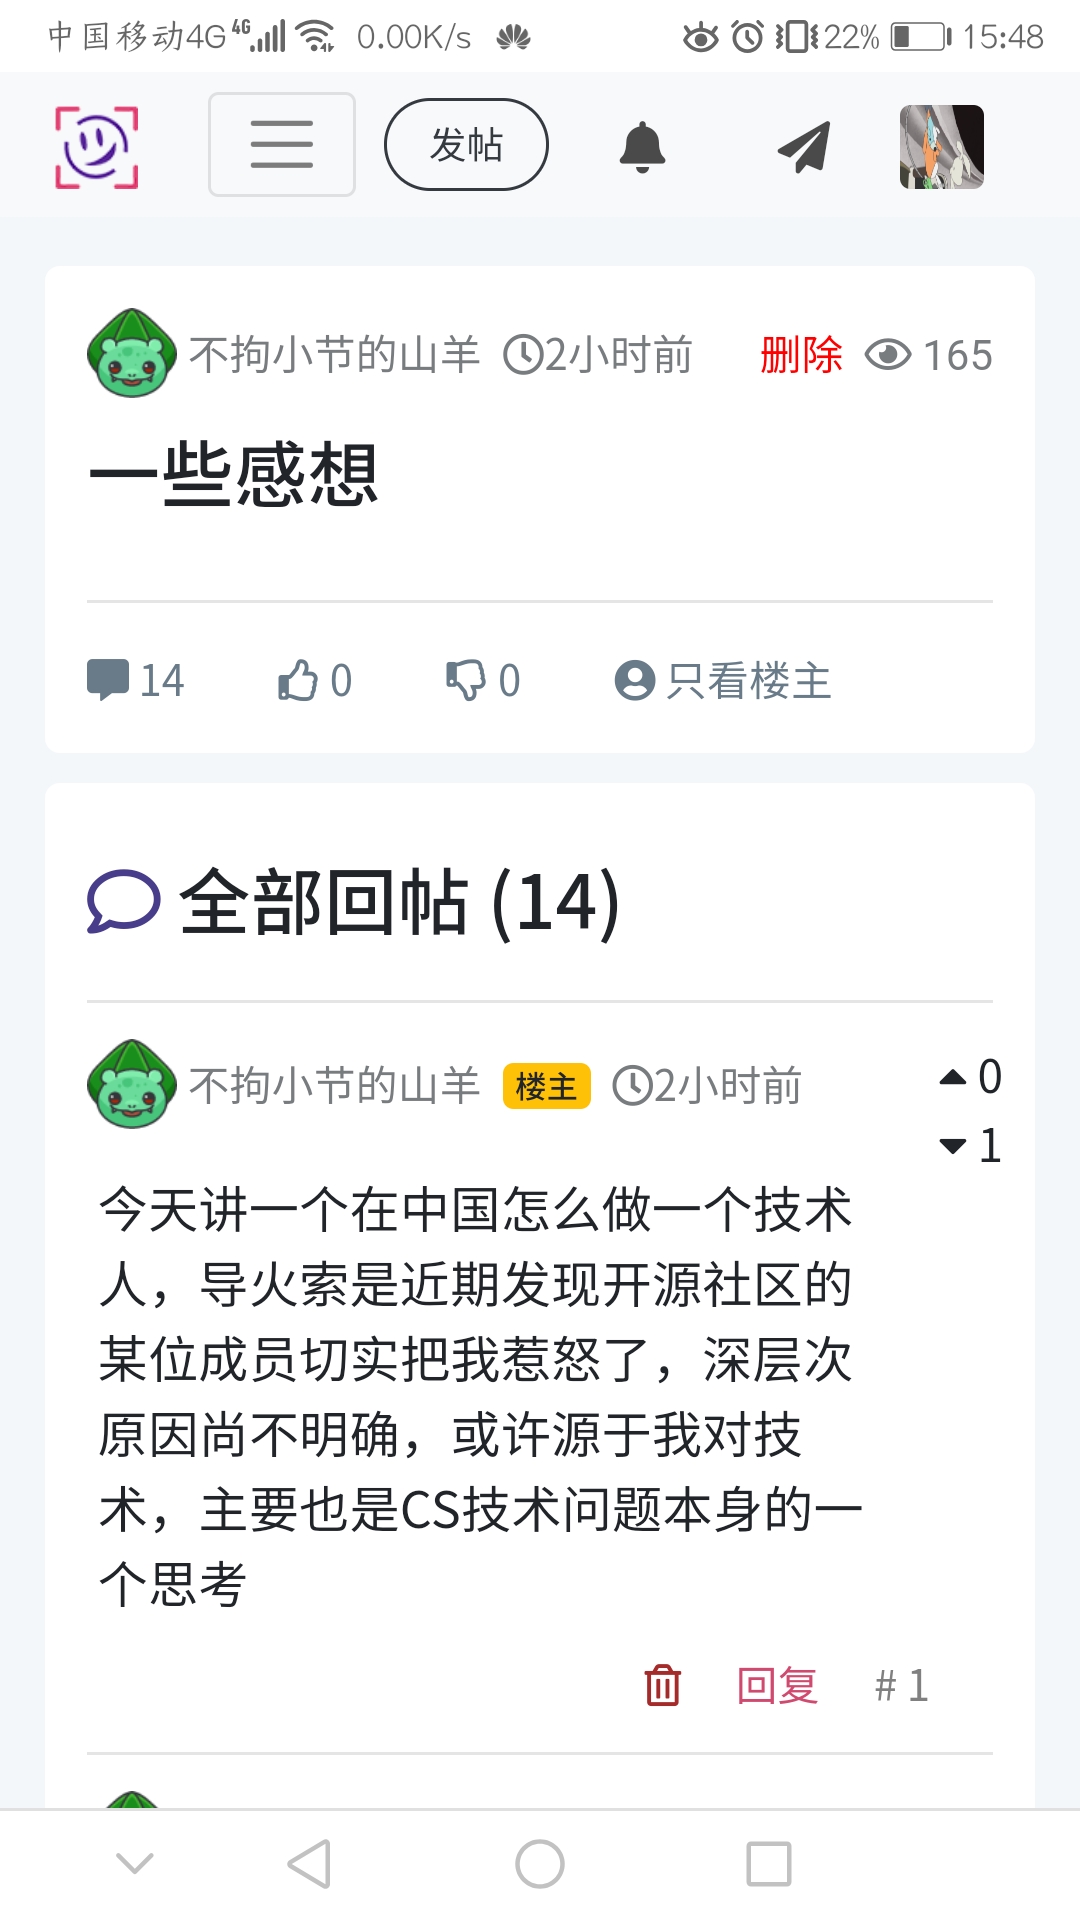 中国移动4G 4G 0.00K/s 22% 15:48
发帖
不拘小节的山羊 2小时前 删除 165
一些感想
14 0 0 只看楼主
全部回帖 (14)
不拘小节的山羊 楼主 2小时前 0
1
今天讲一个在中国怎么做一个技术
人，导火索是近期发现开源社区的
某位成员切实把我惹怒了，深层次
原因尚不明确，或许源于我对技
术，主要也是CS技术问题本身的一
个思考
回复 # 1